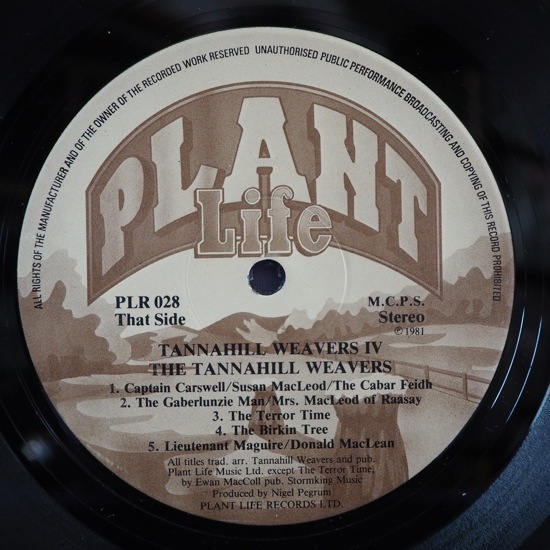 ALL RIGHTS OF THE MANUFACTURER AND OF THE OWNER OF THE RECORDED WORK RESERVED UNAUTHORISED PUBLIC PERFORMANCE BROADCASTING AND COPYING OF THIS RECORD PROHIBITED
PLANT
Life
PLR 028
That Side
M.C.P.S.
Stereo
℗1981
TANNAHILL WEAVERS IV
THE TANNAHILL WEAVERS
1. Captain Carswell/Susan MacLeod/The Cabar Feidh
2. The Gaberlunzie Man/Mrs. MacLeod of Raasay
3. The Terror Time
4. The Birkin Tree
5. Lieutenant Maguire/Donald MacLean
All titles trad. arr. Tannahill Weavers and pub.
Plant Life Music Ltd. except The Terror Time,
by Ewan MacColl pub. Stormking Music
Produced by Nigel Pegrum
PLANT LIFE RECORDS LTD.